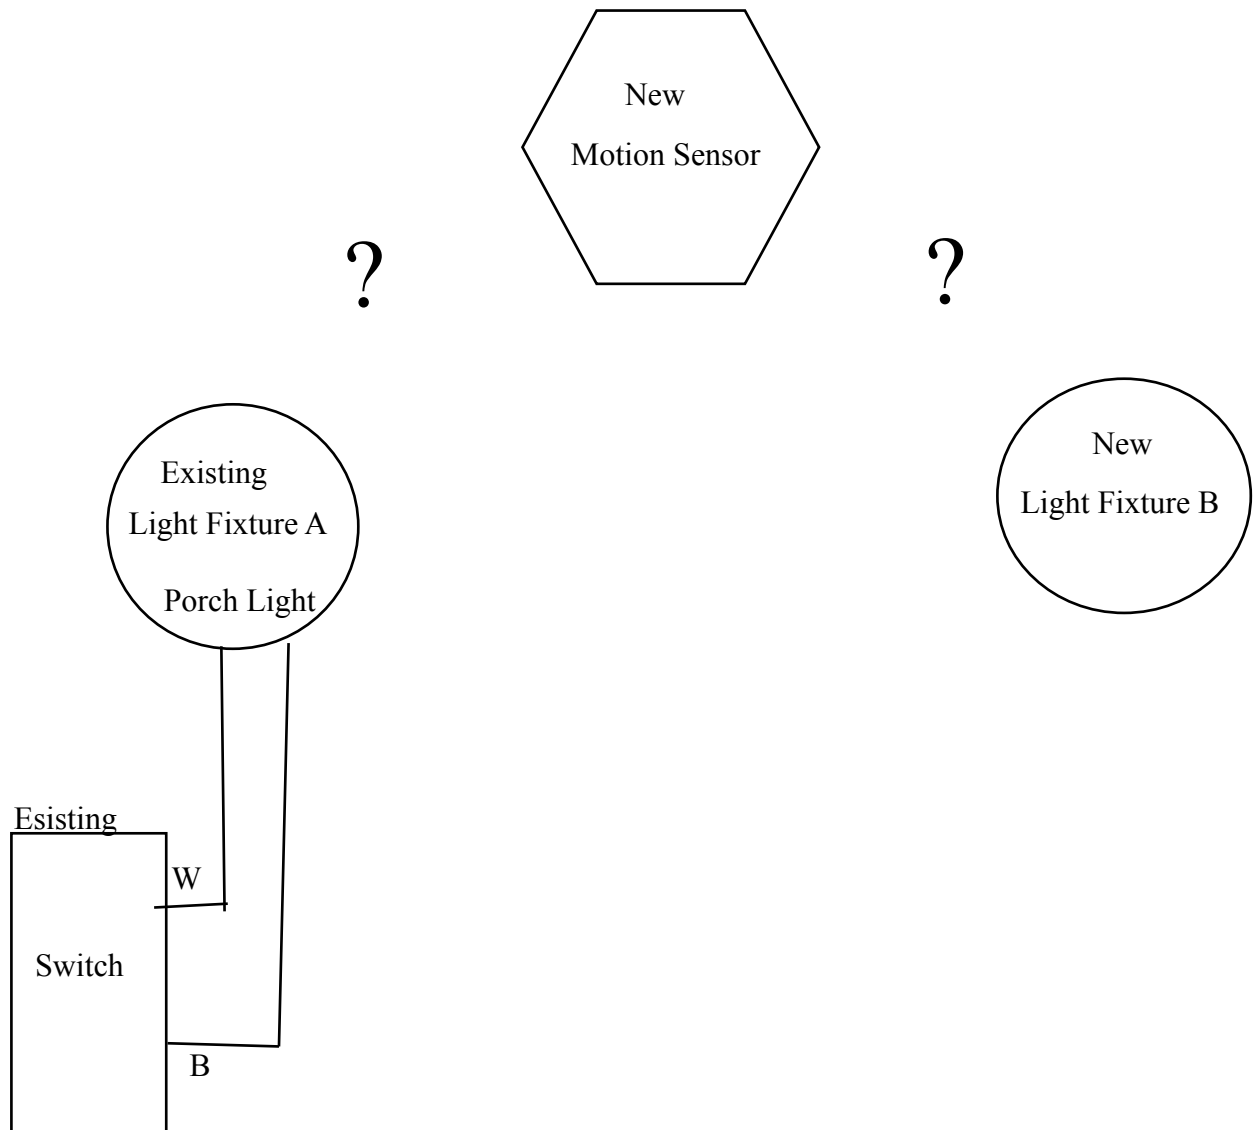 New
Motion Sensor
?
?
Existing
Light Fixture A
Porch Light
New
Light Fixture B
Esisting
W
Switch
B